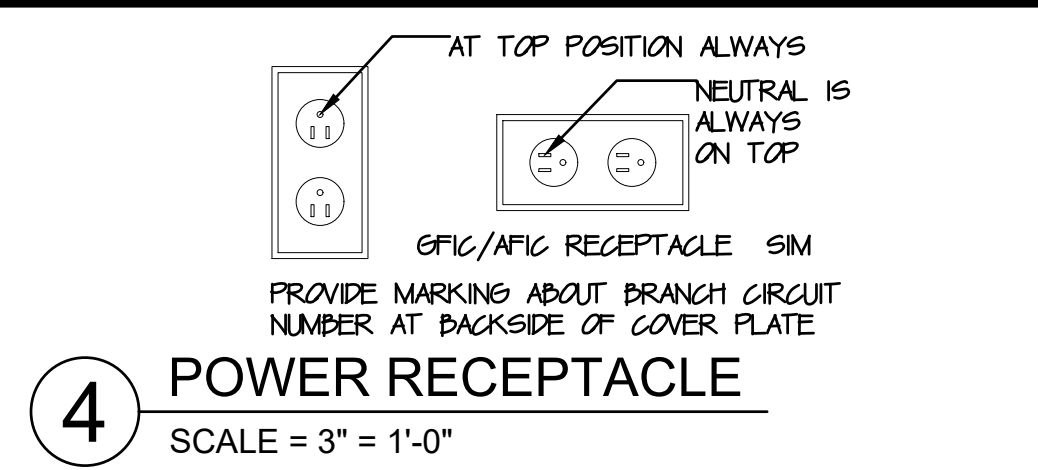 AT TOP POSITION ALWAYS
NEUTRAL IS
ALWAYS
ON TOP
GFIC/AFIC RECEPTACLE SIM
PROVIDE MARKING ABOUT BRANCH CIRCUIT
NUMBER AT BACKSIDE OF COVER PLATE
4 POWER RECEPTACLE
SCALE = 3" = 1'-0"